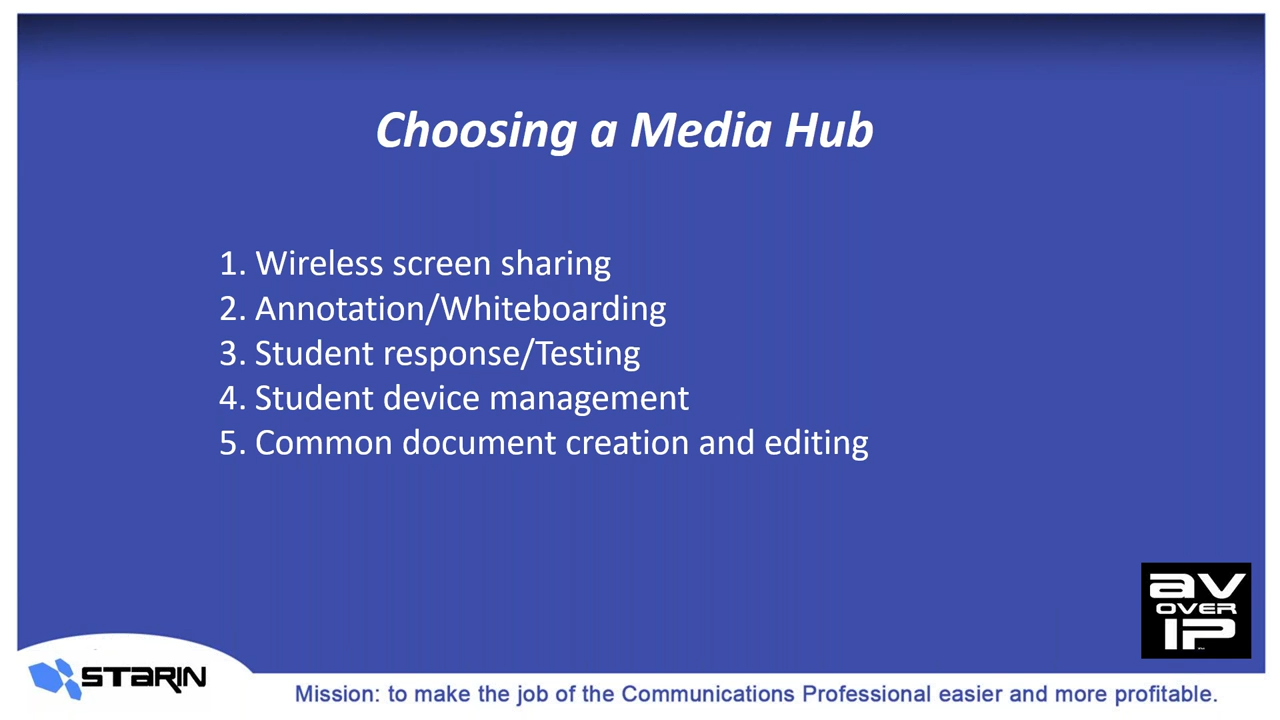 Choosing a Media Hub
1. Wireless screen sharing
2. Annotation/Whiteboarding
3. Student response/Testing
4. Student device management
5. Common document creation and editing
av
OVER
IP
STARIN
Mission: to make the job of the Communications Professional easier and more profitable.